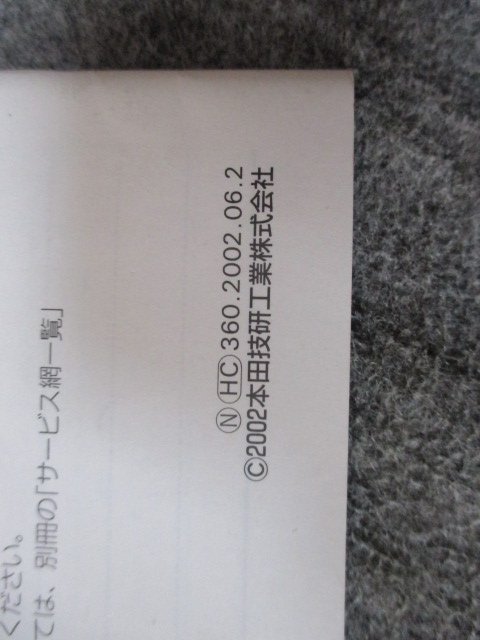 ては、別冊の「サービス網一覧」
ください。
Ⓝ HC 360.2002.06.2
©2002本田技研工業株式会社